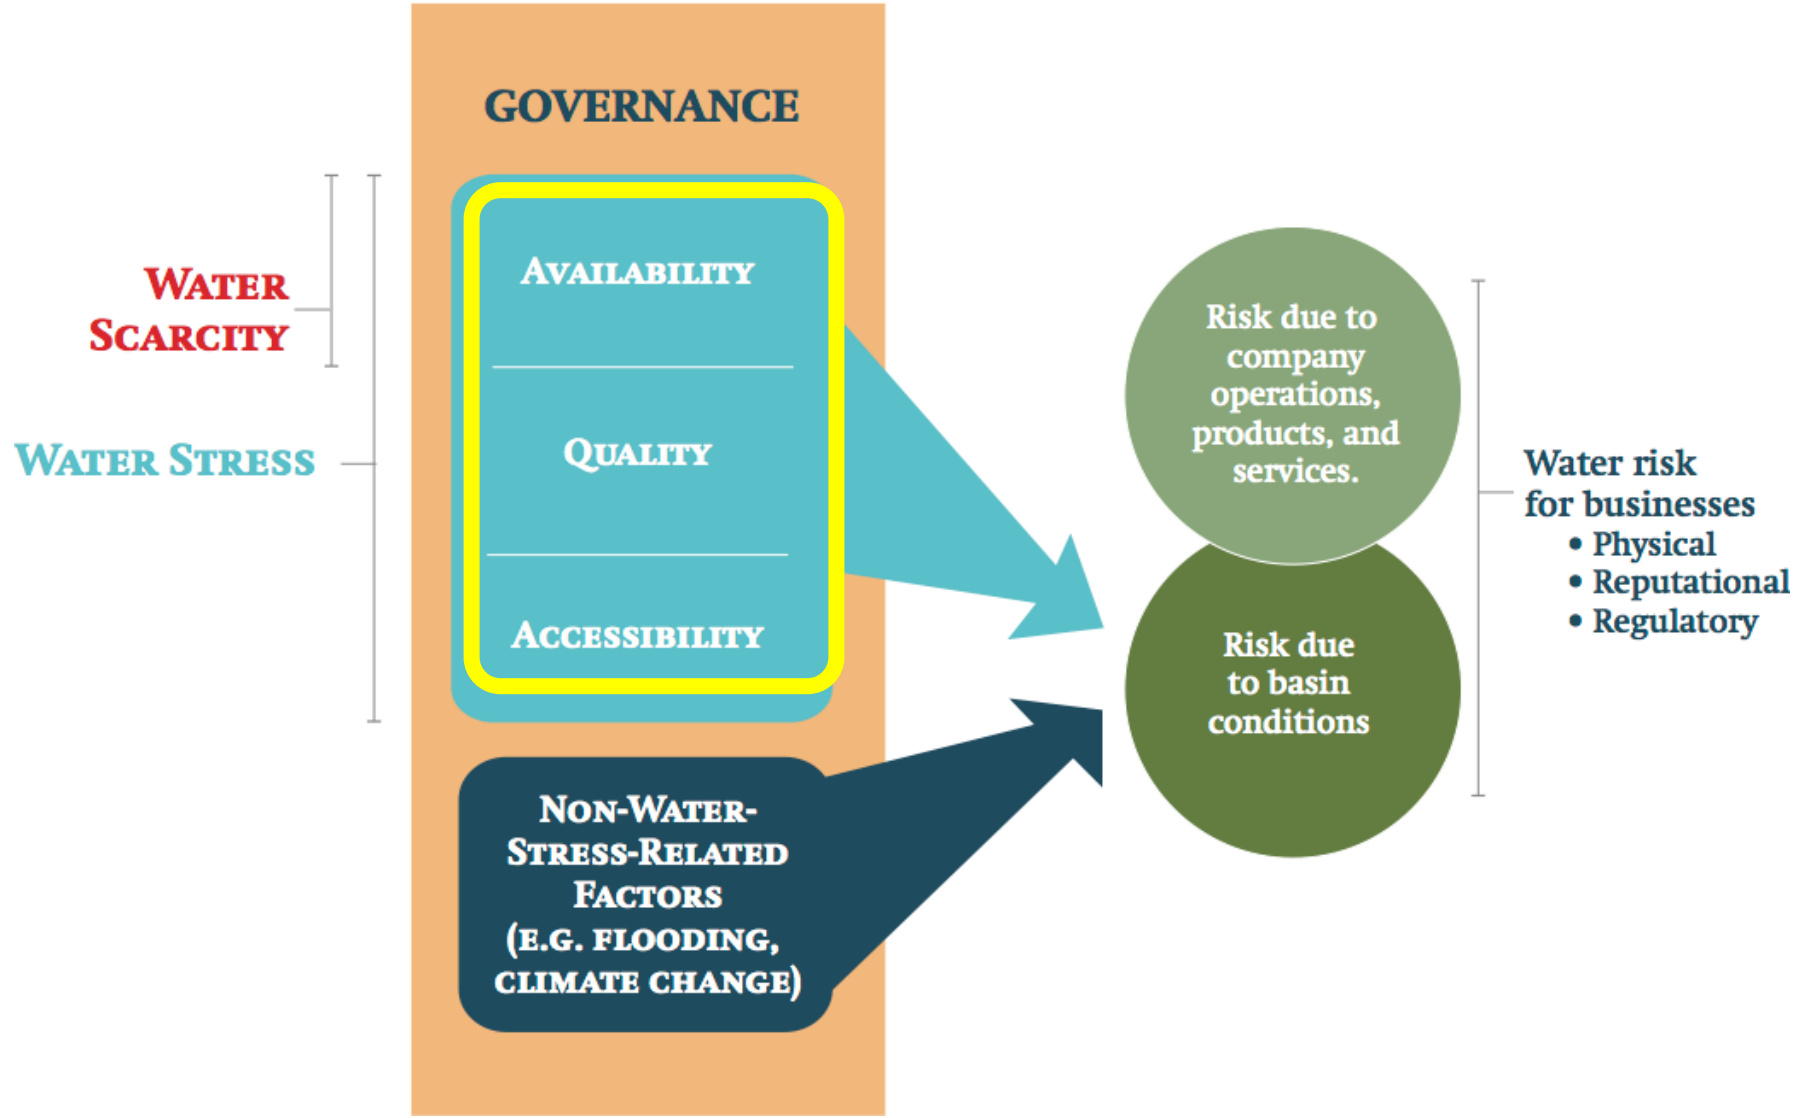 GOVERNANCE
WATER
SCARCITY
WATER STRESS
AVAILABILITY
QUALITY
ACCESSIBILITY
NON-WATER-
STRESS-RELATED
FACTORS
(E.G. FLOODING,
CLIMATE CHANGE)
Risk due to
company
operations,
products, and
services.
Risk due
to basin
conditions
Water risk
for businesses
• Physical
• Reputational
• Regulatory